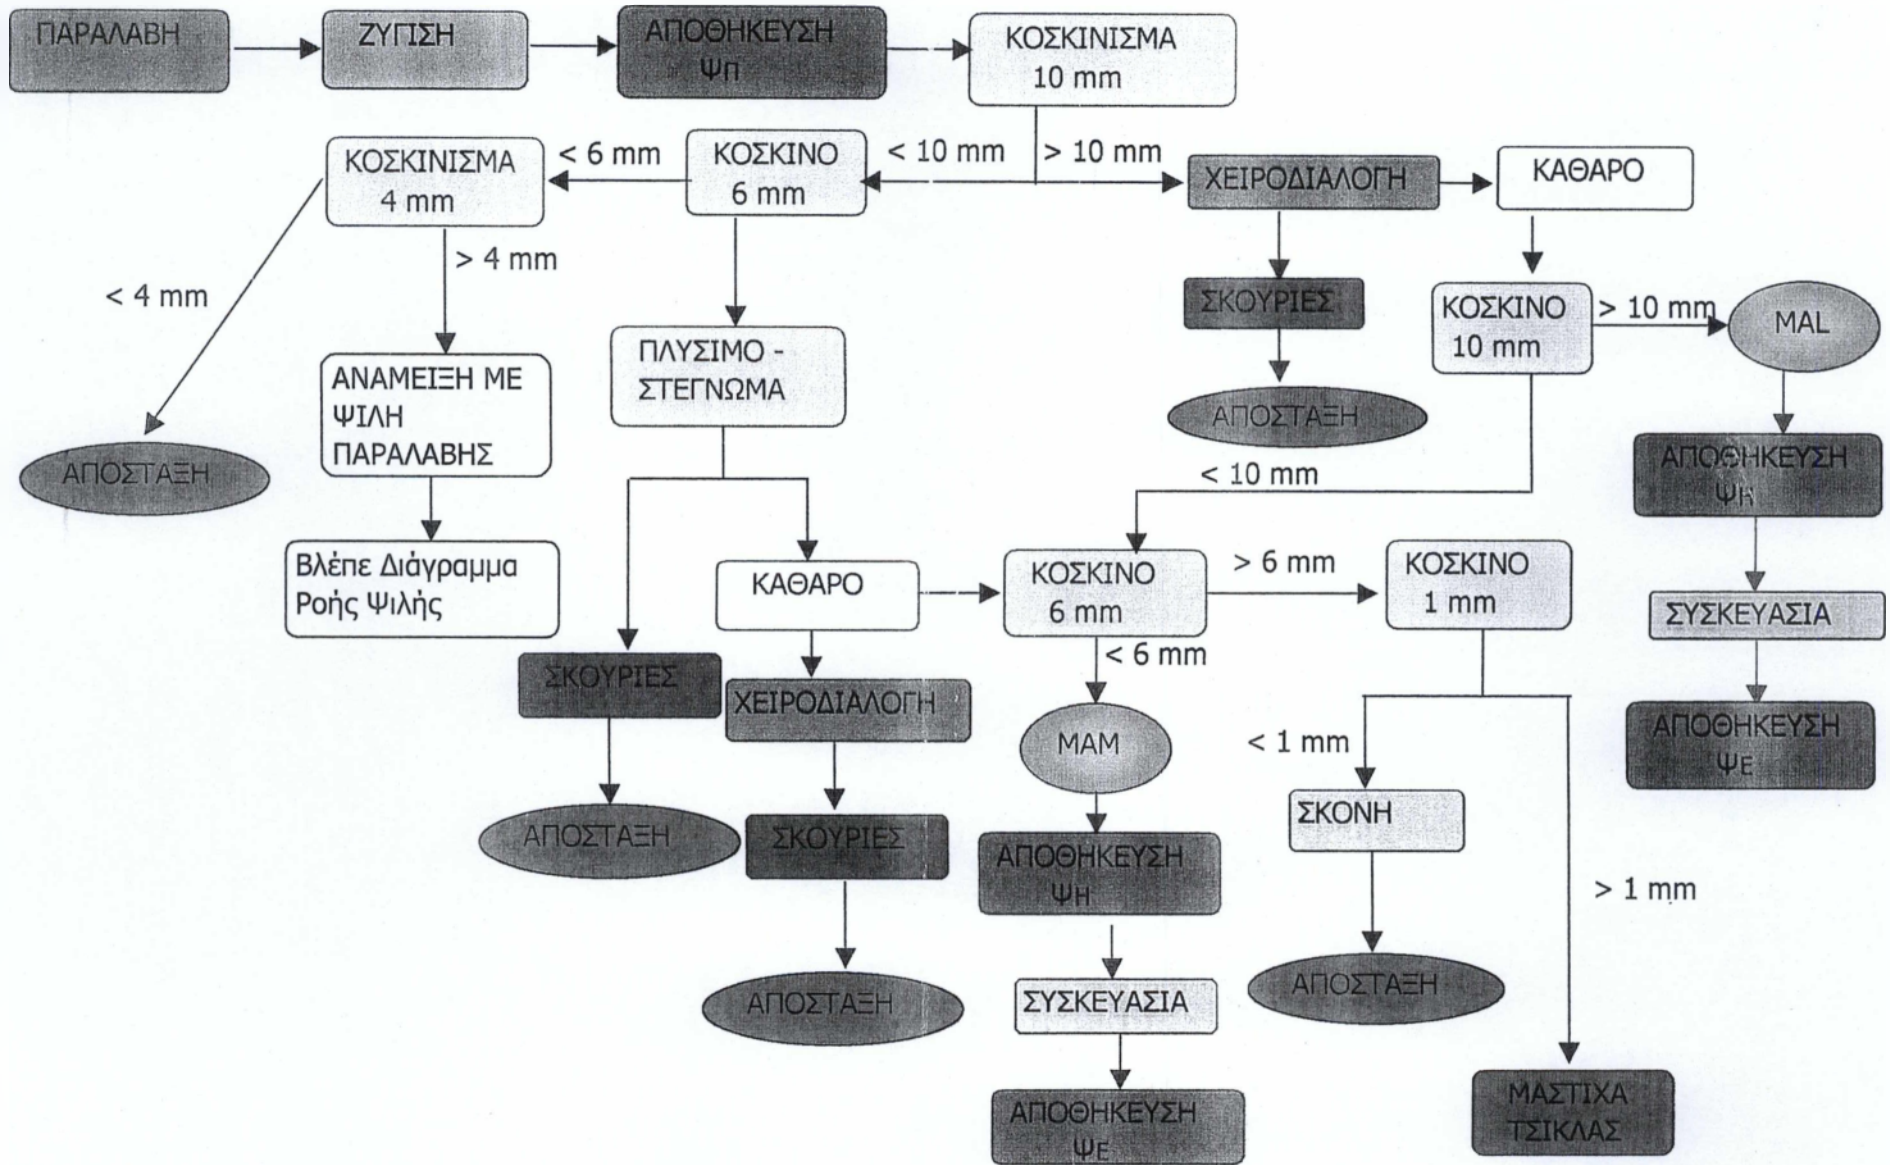 ΠΑΡΑΛΑΒΗ
ΖΥΓΙΣΗ
ΑΠΟΘΗΚΕΥΣΗ
ΨΠ
ΚΟΣΚΙΝΙΣΜΑ
10 mm
ΚΟΣΚΙΝΙΣΜΑ
4 mm
< 6 mm
ΚΟΣΚΙΝΟ
6 mm
< 10 mm
> 10 mm
ΧΕΙΡΟΔΙΑΛΟΓΗ
ΚΑΘΑΡΟ
< 4 mm
> 4 mm
ΣΚΟΥΡΙΕΣ
ΚΟΣΚΙΝΟ
10 mm
> 10 mm
MAL
ΑΝΑΜΕΙΞΗ ΜΕ
ΨΙΛΗ
ΠΑΡΑΛΑΒΗΣ
ΠΛΥΣΙΜΟ -
ΣΤΕΓΝΩΜΑ
ΑΠΟΣΤΑΞΗ
ΑΠΟΣΤΑΞΗ
< 10 mm
ΑΠΟΘΗΚΕΥΣΗ
ΨΗ
Βλέπε Διάγραμμα
Ροής Ψιλής
ΚΑΘΑΡΟ
ΚΟΣΚΙΝΟ
6 mm
> 6 mm
ΚΟΣΚΙΝΟ
1 mm
ΣΥΣΚΕΥΑΣΙΑ
ΣΚΟΥΡΙΕΣ
ΧΕΙΡΟΔΙΑΛΟΓΗ
< 6 mm
MAM
< 1 mm
ΑΠΟΘΗΚΕΥΣΗ
ΨΕ
ΑΠΟΣΤΑΞΗ
ΣΚΟΥΡΙΕΣ
ΑΠΟΘΗΚΕΥΣΗ
ΨΗ
ΣΚΟΝΗ
> 1 mm
ΑΠΟΣΤΑΞΗ
ΣΥΣΚΕΥΑΣΙΑ
ΑΠΟΣΤΑΞΗ
ΑΠΟΘΗΚΕΥΣΗ
ΨΕ
ΜΑΣΤΙΧΑ
ΤΣΙΚΛΑΣ